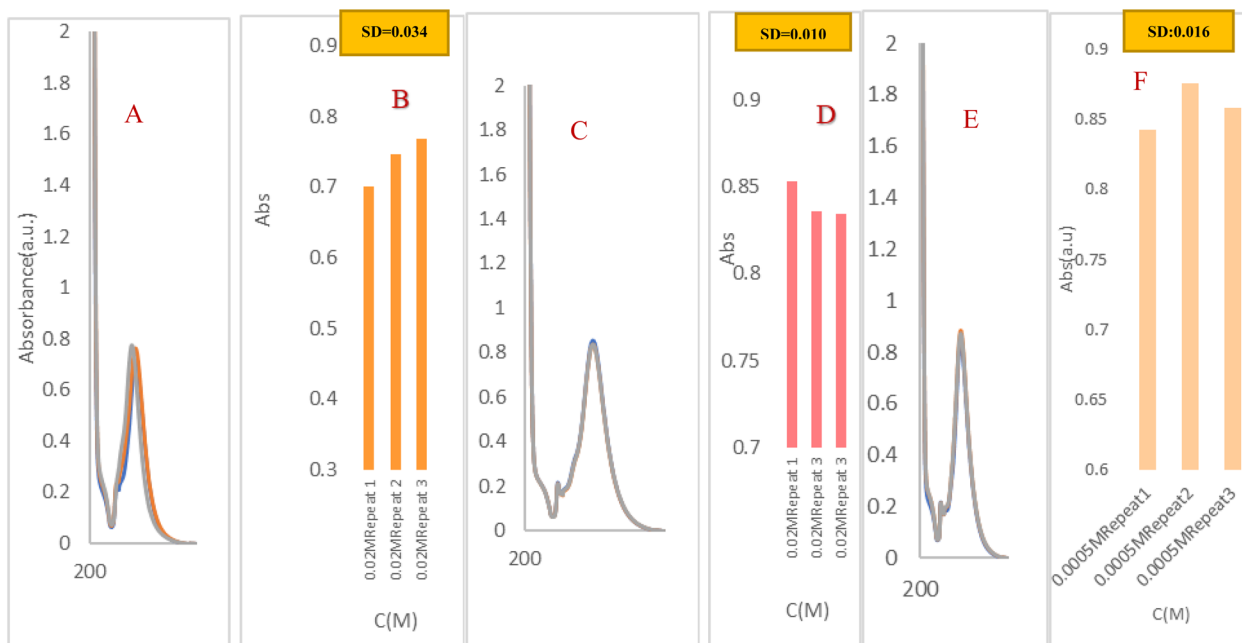 A
Absorbance(a.u.)
2
1.8
1.6
1.4
1.2
1
0.8
0.6
0.4
0.2
0
200
SD=0.034
B
Abs
0.9
0.8
0.7
0.6
0.5
0.4
0.3
0.02MRepeat 1
0.02MRepeat 2
0.02MRepeat 3
C(M)
C
2
1.8
1.6
1.4
1.2
1
0.8
0.6
0.4
0.2
0
200
SD=0.010
D
Abs
0.9
0.85
0.8
0.75
0.7
0.02MRepeat 1
0.02MRepeat 3
0.02MRepeat 3
C(M)
E
2
1.8
1.6
1.4
1.2
1
0.8
0.6
0.4
0.2
0
200
SD:0.016
F
Abs(a.u)
0.9
0.85
0.8
0.85
0.7
0.65
0.6
0.0005MRepeat1
0.0005MRepeat2
0.0005MRepeat3
C(M)